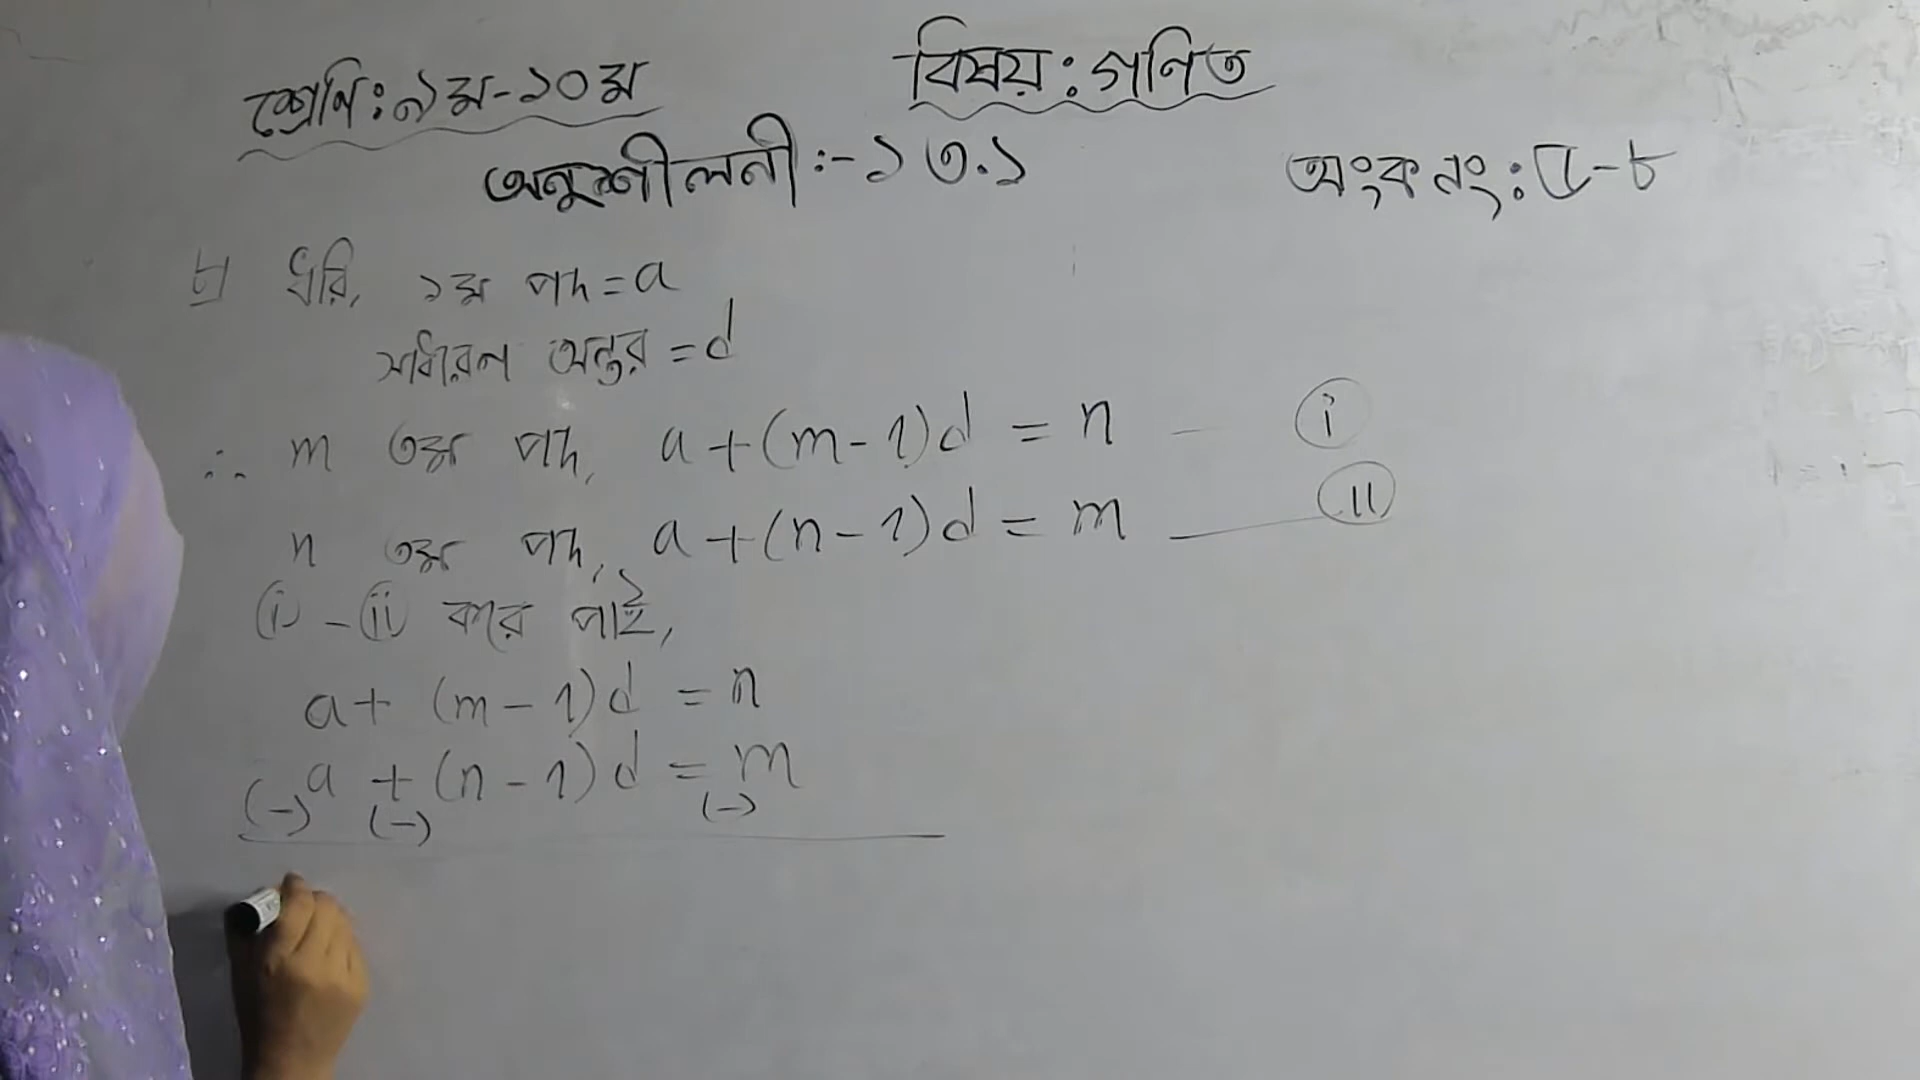 শ্রেণি: ৯ম-১০ম
বিষয়: গণিত
অনুশীলনী:-১৩.১
অংক নং: ৫-৮
৮। ধরি, ১ম পদ = a
সাধারণ অন্তর = d
∴ m তম পদ, a+(m-1)d = n — (i)
n তম পদ, a+(n-1)d = m — (ii)
(i) - (ii) করে পাই,
a+ (m-1)d = n
a + (n-1)d = m
(-) (-) (-)